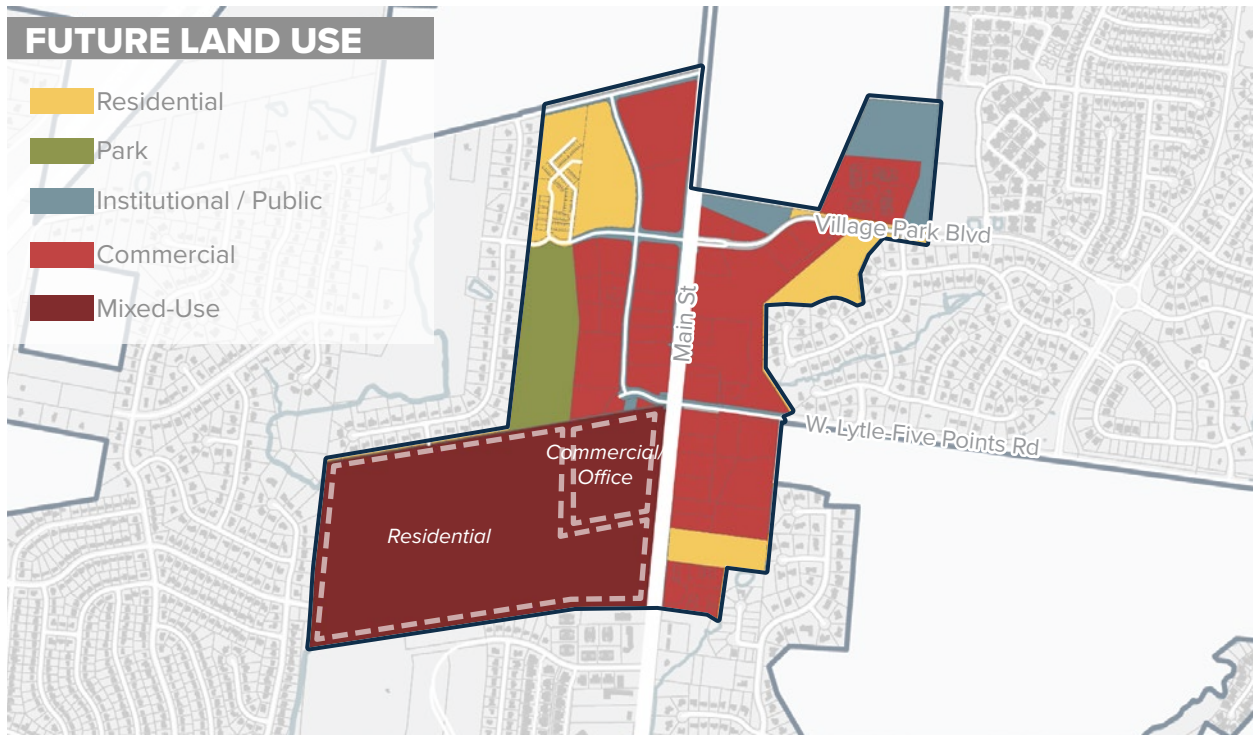 FUTURE LAND USE
Residential
Park
Institutional / Public
Commercial
Mixed-Use
Village Park Blvd
Main St
W. Lytle Five Points Rd
Commercial/
Office
Residential